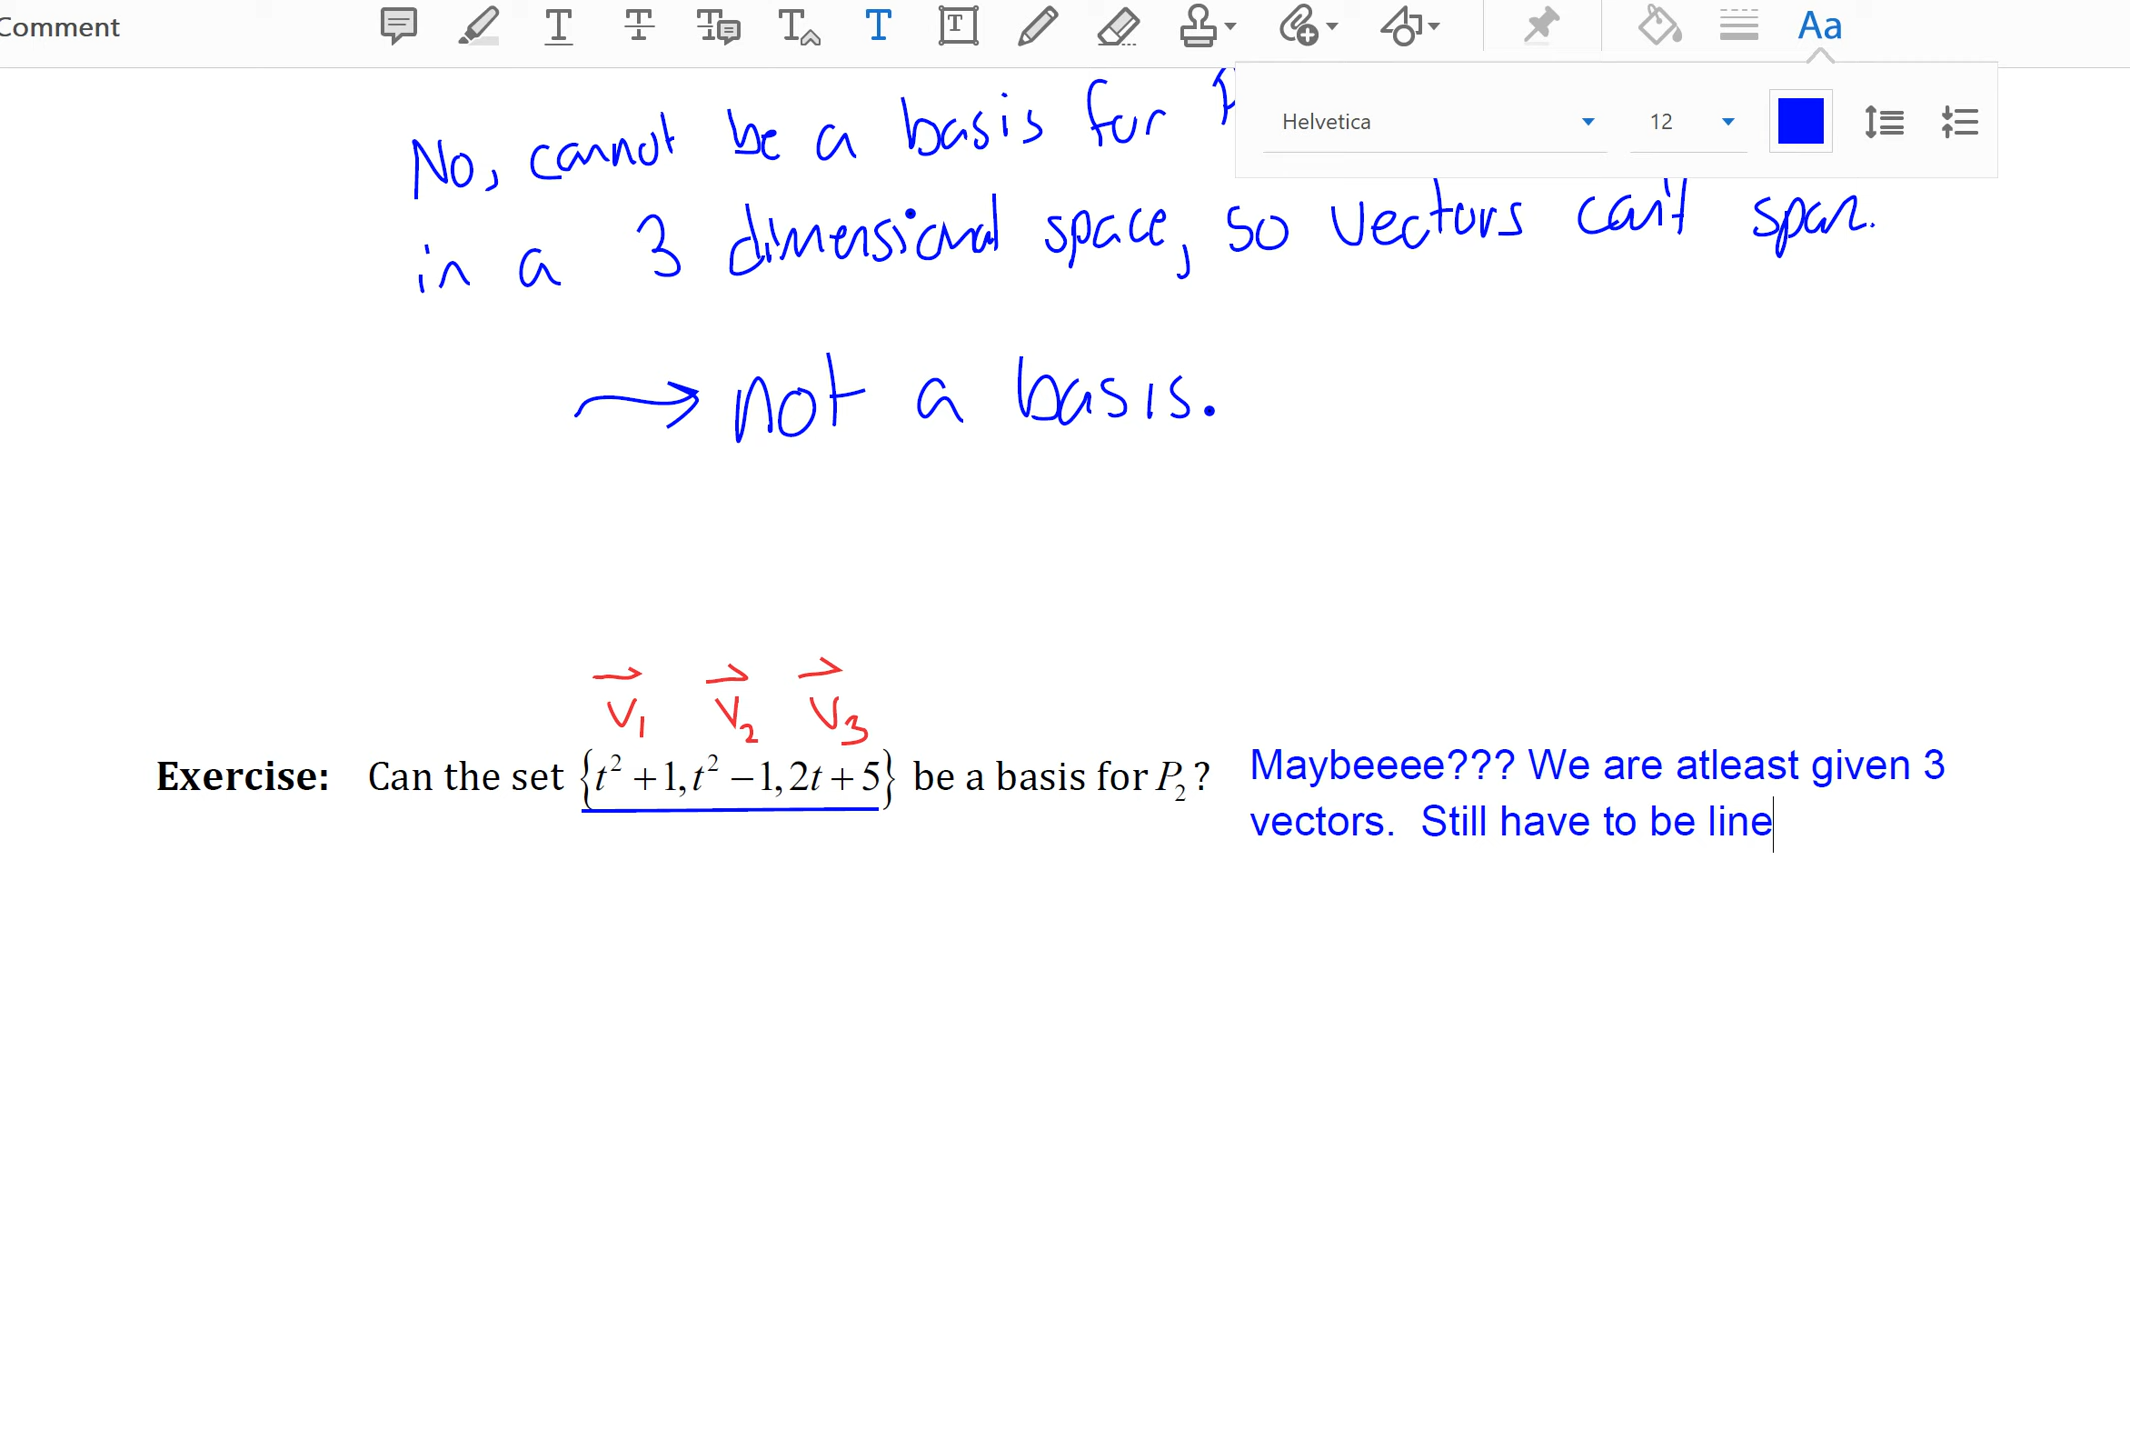 Comment
Helvetica 12
No, cannot be a basis for
in a 3 dimensional space, so vectors can't span.
→ not a basis.
v₁ v₂ v₃
Exercise: Can the set {t² + 1, t² − 1, 2t + 5} be a basis for P₂?
Maybeeee??? We are atleast given 3
vectors. Still have to be line